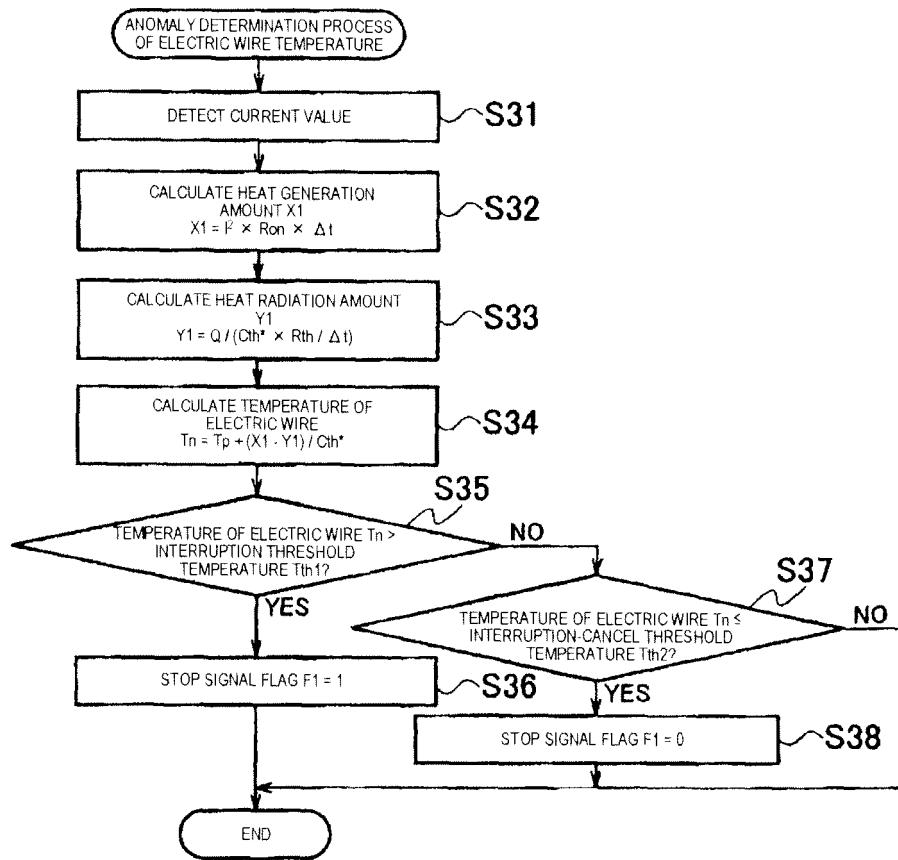 ANOMALY DETERMINATION PROCESS
OF ELECTRIC WIRE TEMPERATURE
DETECT CURRENT VALUE
S31
CALCULATE HEAT GENERATION
AMOUNT X1
X1 = I² × Ron × Δt
S32
CALCULATE HEAT RADIATION AMOUNT
Y1
Y1 = Q / (Cth* × Rth / Δt)
S33
CALCULATE TEMPERATURE OF
ELECTRIC WIRE
Tn = Tp + (X1 - Y1) / Cth*
S34
S35
TEMPERATURE OF ELECTRIC WIRE Tn >
INTERRUPTION THRESHOLD
TEMPERATURE Tth1?
NO
YES
S37
TEMPERATURE OF ELECTRIC WIRE Tn ≤
INTERRUPTION-CANCEL THRESHOLD
TEMPERATURE Tth2?
NO
YES
STOP SIGNAL FLAG F1 = 1
S36
STOP SIGNAL FLAG F1 = 0
S38
END